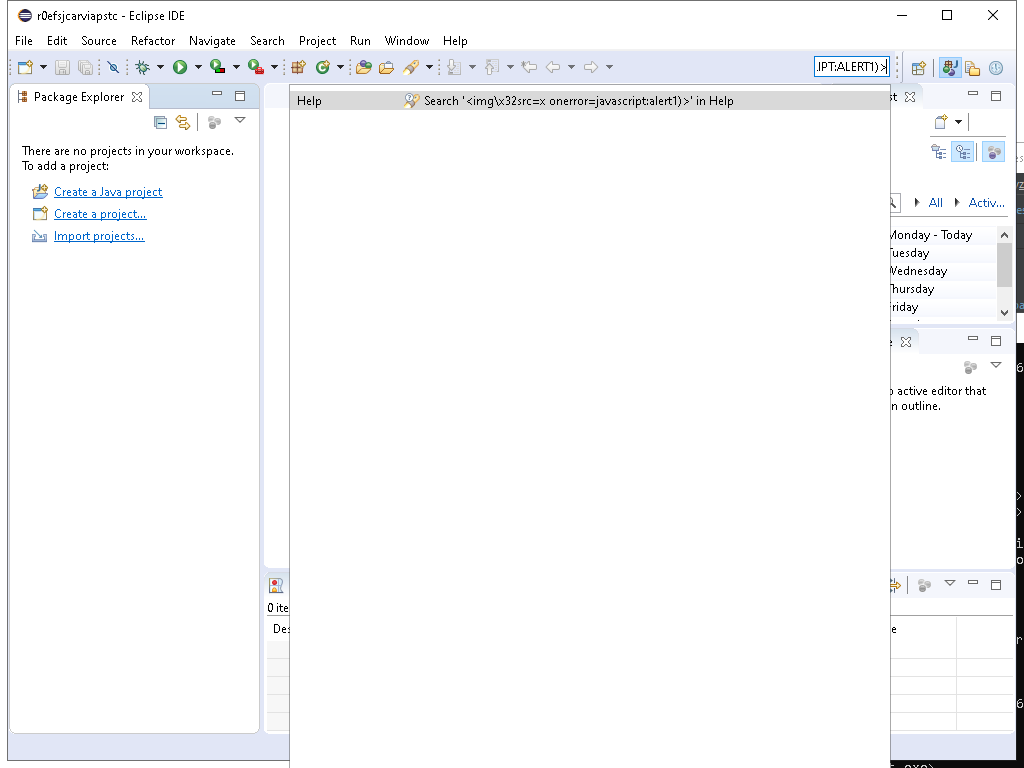 r0efsjcarviapstc - Eclipse IDE
File Edit Source Refactor Navigate Search Project Run Window Help
IPT:ALERT1)>
Package Explorer
Help Search '<img\x32src=x onerror=javascript:alert1)>' in Help
st
There are no projects in your workspace.
To add a project:
Create a Java project
Create a project...
Import projects...
All Activ...
Monday - Today
Tuesday
Wednesday
Thursday
Friday
active editor that
n outline.
0 ite
Des
e